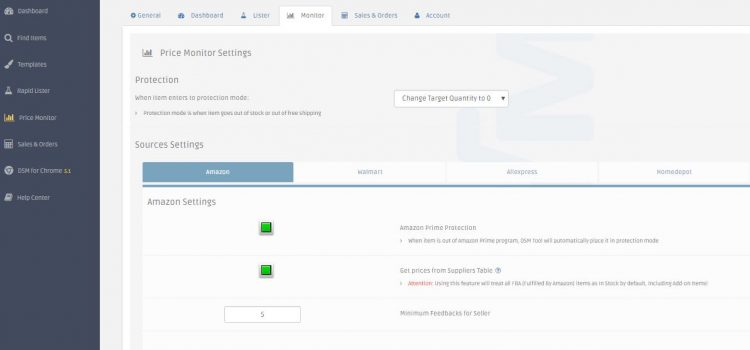 Dashboard
Find Items
Templates
Rapid Lister
Price Monitor
Sales & Orders
DSM for Chrome 5.1
Help Center
General
Dashboard
Lister
Monitor
Sales & Orders
Account
Price Monitor Settings
Protection
When item enters to protection mode:
Change Target Quantity to 0
Protection mode is when item goes out of stock or out of free shipping
Sources Settings
Amazon
Walmart
Aliexpress
Homedepot
Amazon Settings
Amazon Prime Protection
When item is out of Amazon Prime program, DSM Tool will automatically place it in protection mode
Get prices from Suppliers Table
Attention: Using this feature will treat all FBA (Fulfilled By Amazon) items as in Stock by default, including Add-on Items!
5
Minimum Feedbacks for Seller